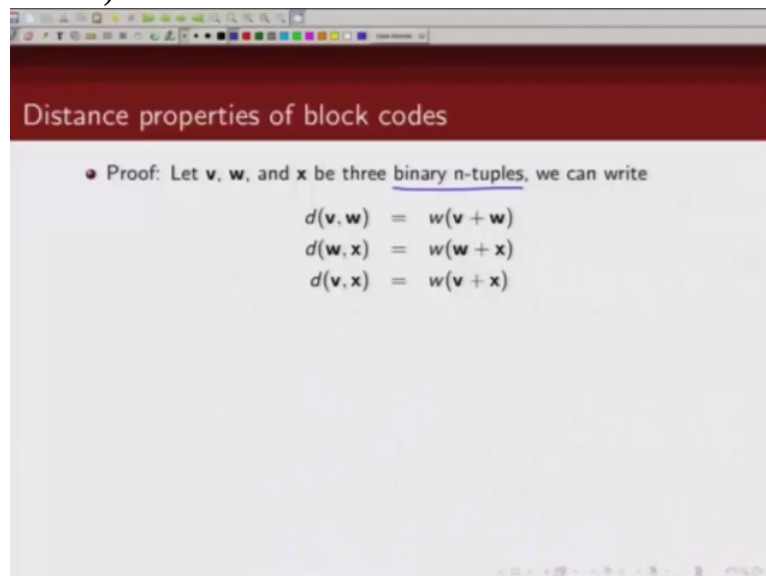 Distance properties of block codes
• Proof: Let v, w, and x be three binary n-tuples, we can write
d(v, w) = w(v + w)
d(w, x) = w(w + x)
d(v, x) = w(v + x)